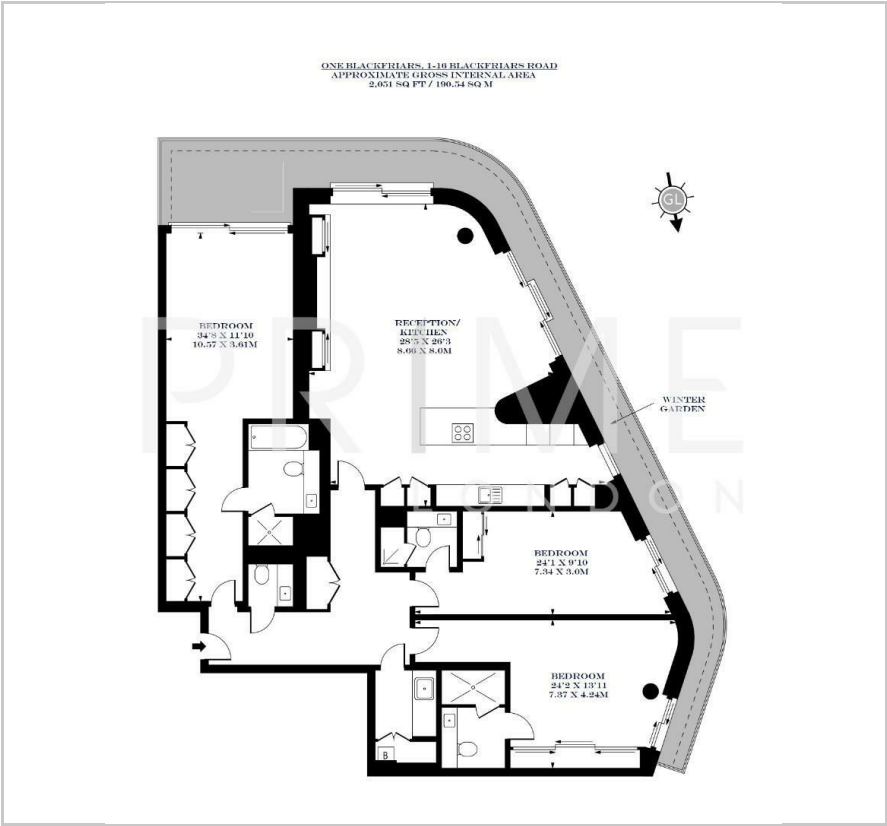 ONE BLACKFRIARS, 1-16 BLACKFRIARS ROAD
APPROXIMATE GROSS INTERNAL AREA
2,051 SQ FT / 190.54 SQ M
GL
BEDROOM
34'8 X 11'10
10.57 X 3.61M
RECEPTION/
KITCHEN
28'5 X 26'3
8.66 X 8.0M
PRIME
LONDON
WINTER
GARDEN
BEDROOM
24'1 X 9'10
7.34 X 3.0M
BEDROOM
24'2 X 13'11
7.37 X 4.24M
B